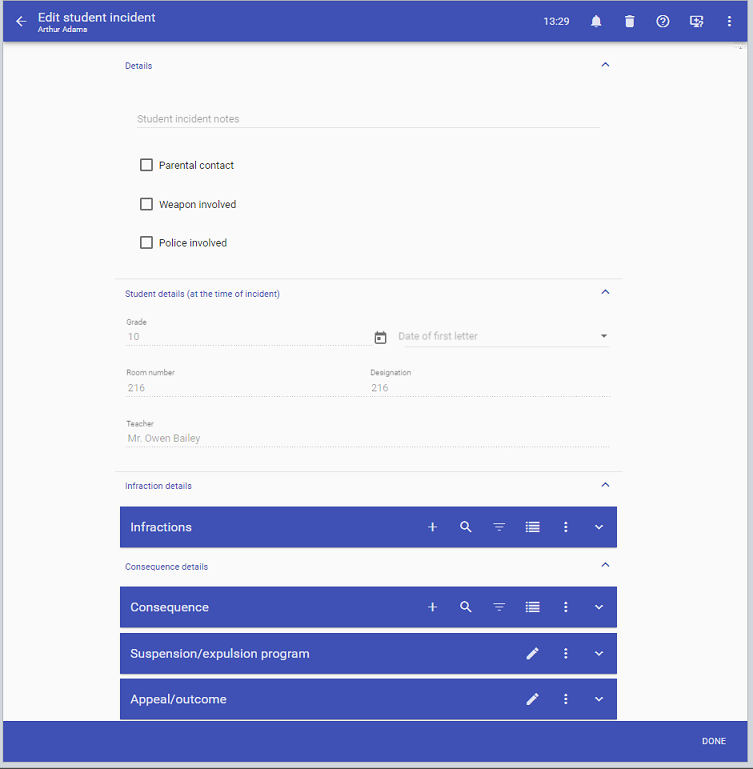 Edit student incident
Arthur Adams
13:29
Details
Student incident notes
Parental contact
Weapon involved
Police involved
Student details (at the time of incident)
Grade
10
Date of first letter
Room number
Designation
216
216
Teacher
Mr. Owen Bailey
Infraction details
Infractions
Consequence details
Consequence
Suspension/expulsion program
Appeal/outcome
DONE